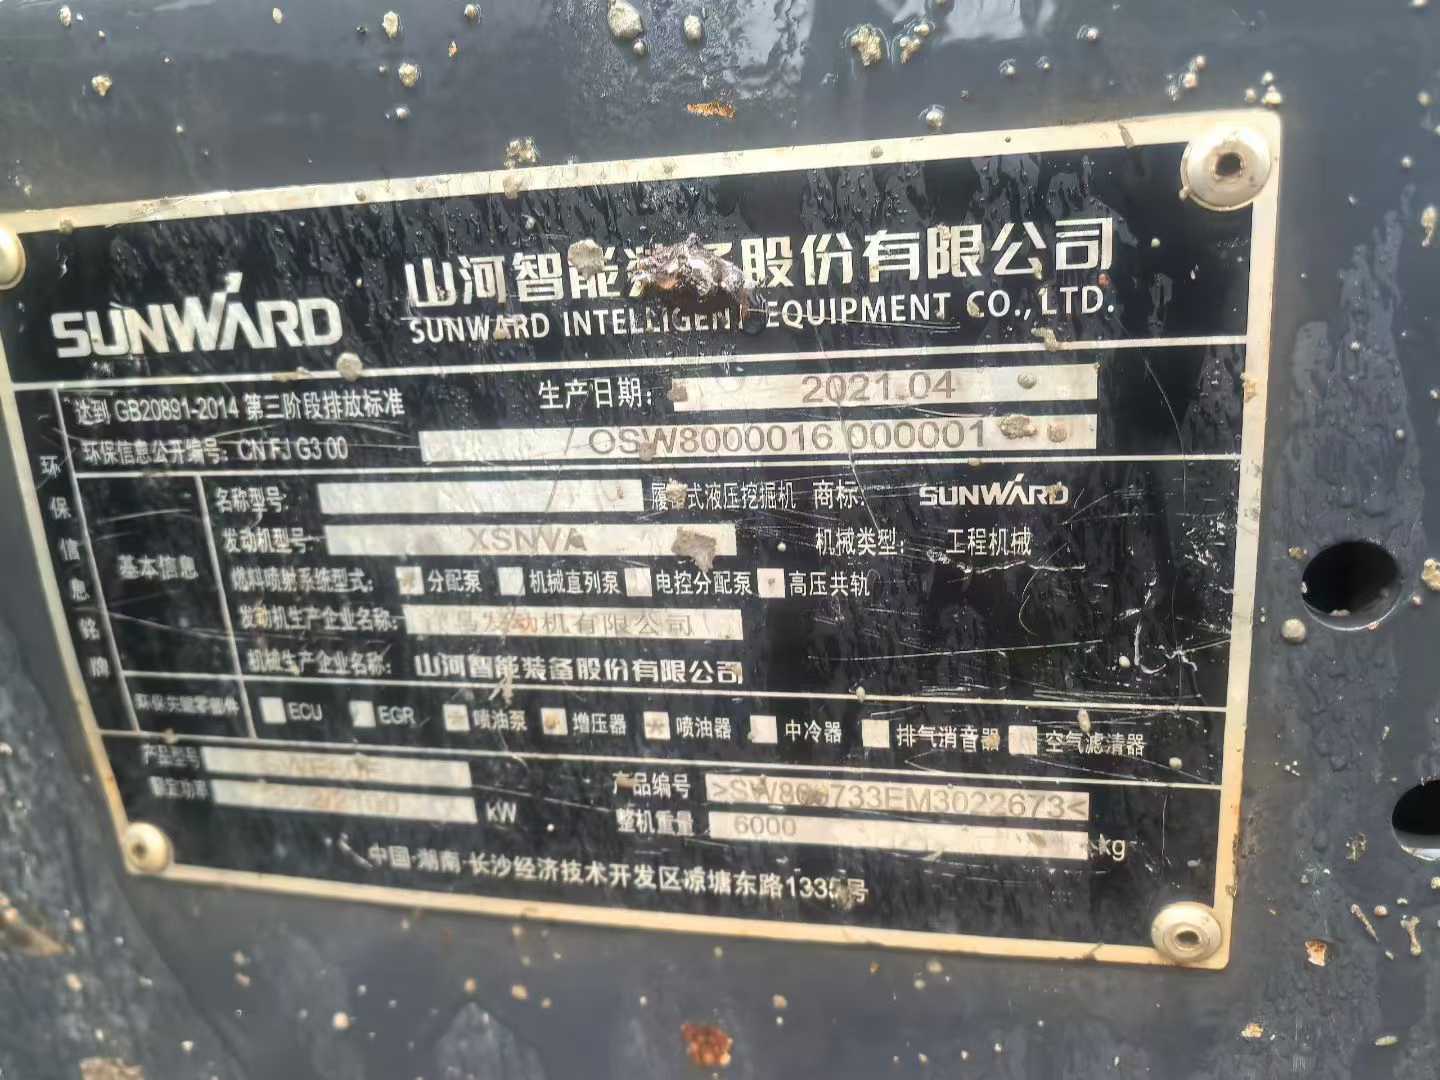 SUNWARD
山河智能装备股份有限公司
SUNWARD INTELLIGENT EQUIPMENT CO., LTD.
达到 GB20891-2014 第三阶段排放标准
生产日期: 2021.04
环保信息公开编号: CN FJ G3 00 OSW8000016 000001
环保信息铭牌
基本信息
名称型号: 履带式液压挖掘机 商标: SUNWARD
发动机型号: XSNVA 机械类型: 工程机械
燃料喷射系统型式: 分配泵 机械直列泵 电控分配泵 高压共轨
发动机生产企业名称: 发动机有限公司
机械生产企业名称: 山河智能装备股份有限公司
环保关键零部件 ECU EGR 喷油泵 增压器 喷油器 中冷器 排气消音器 空气滤清器
产品型号 产品编号
额定功率 kW 整机重量 6000 kg
中国·湖南·长沙经济技术开发区凉塘东路1335号